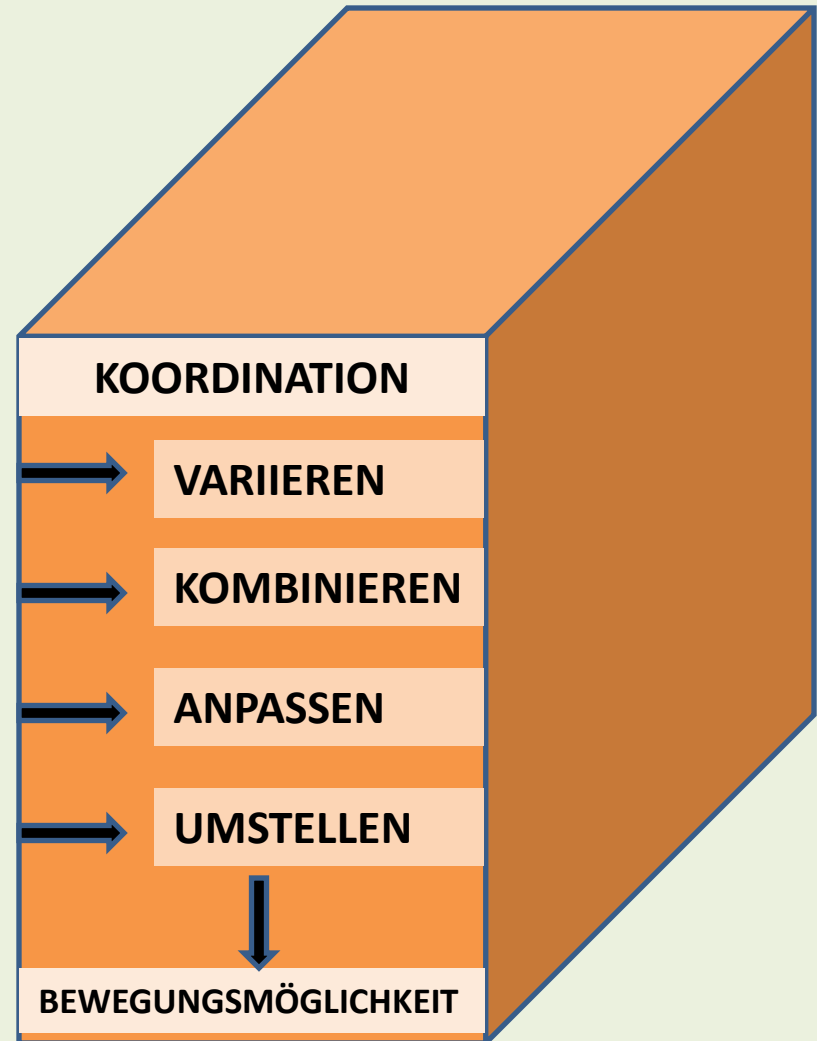 KOORDINATION
VARIIEREN
KOMBINIEREN
ANPASSEN
UMSTELLEN
BEWEGUNGSMÖGLICHKEIT